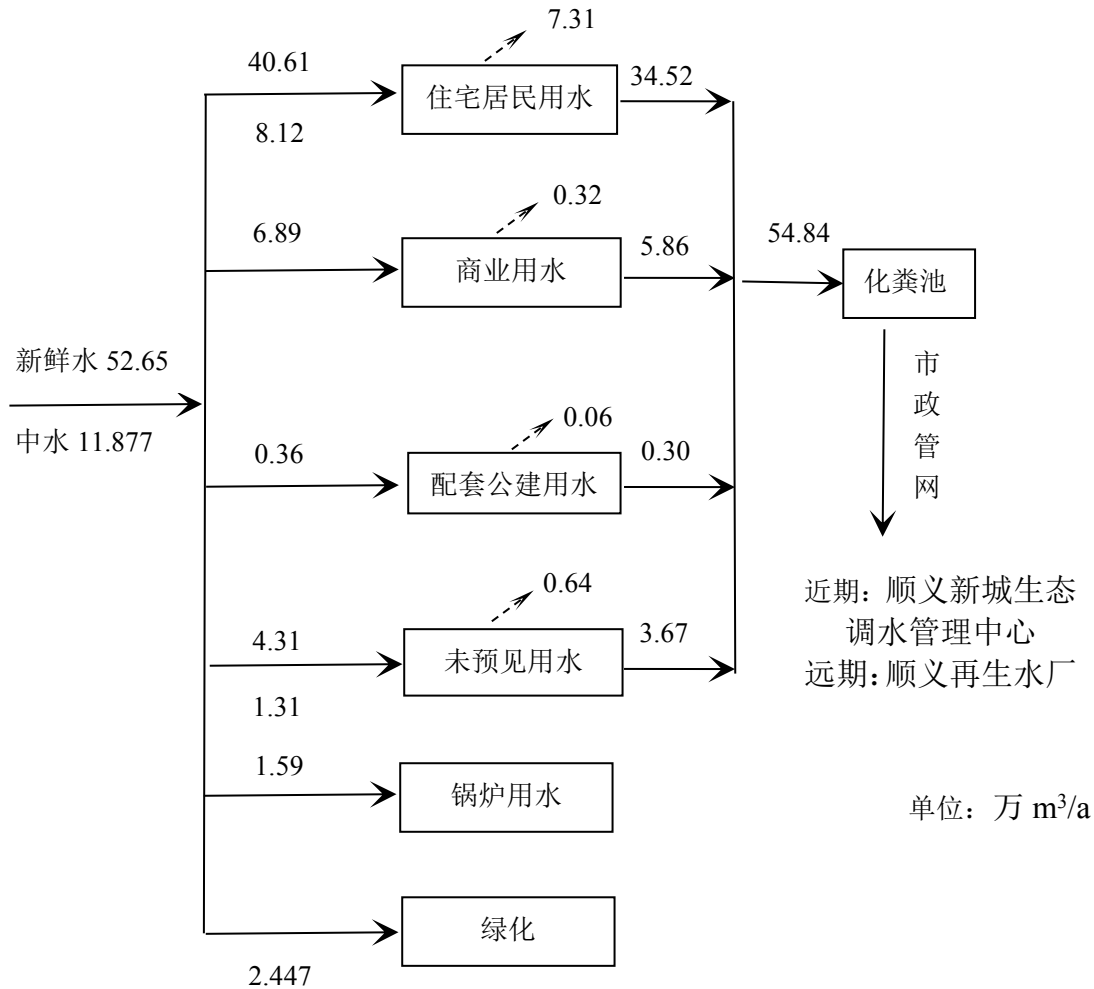 7.31
40.61
住宅居民用水
34.52
8.12
0.32
6.89
商业用水
5.86
54.84
化粪池
新鲜水 52.65
中水 11.877
市
政
管
网
0.06
0.36
配套公建用水
0.30
0.64
4.31
未预见用水
3.67
1.31
近期：顺义新城生态
调水管理中心
远期：顺义再生水厂
1.59
锅炉用水
单位：万 m³/a
绿化
2.447